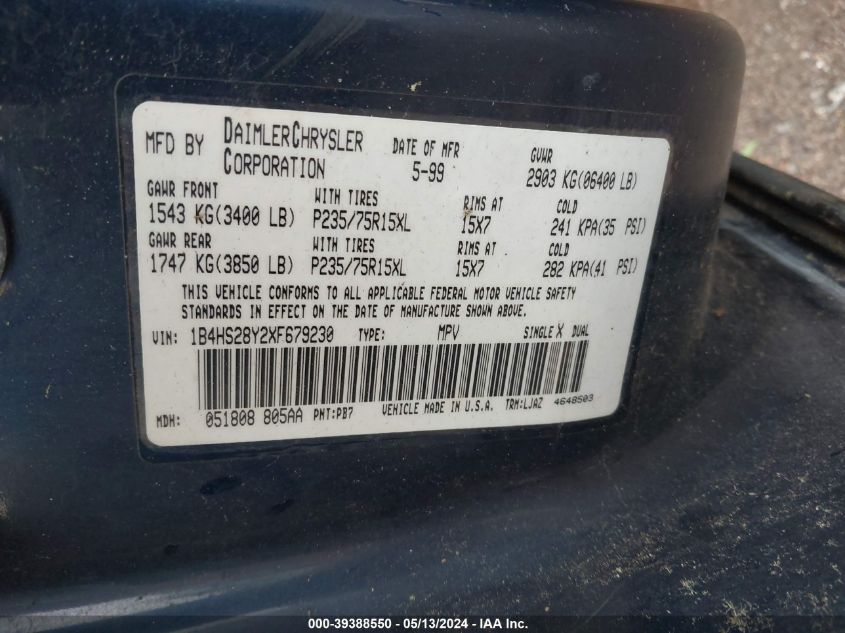 MFD BY DAIMLERCHRYSLER CORPORATION DATE OF MFR 5-99 GVWR 2903 KG(06400 LB)
GAWR FRONT WITH TIRES RIMS AT COLD
1543 KG(3400 LB) P235/75R15XL 15X7 241 KPA(35 PSI)
GAWR REAR WITH TIRES RIMS AT COLD
1747 KG(3850 LB) P235/75R15XL 15X7 282 KPA(41 PSI)
THIS VEHICLE CONFORMS TO ALL APPLICABLE FEDERAL MOTOR VEHICLE SAFETY
STANDARDS IN EFFECT ON THE DATE OF MANUFACTURE SHOWN ABOVE.
VIN: 1B4HS28Y2XF679230 TYPE: MPV SINGLE X DUAL
MDH: 051808 805AA PNT:PB7 VEHICLE MADE IN U.S.A. TRM:LJAZ 4648503
000-39388550 - 05/13/2024 - IAA Inc.